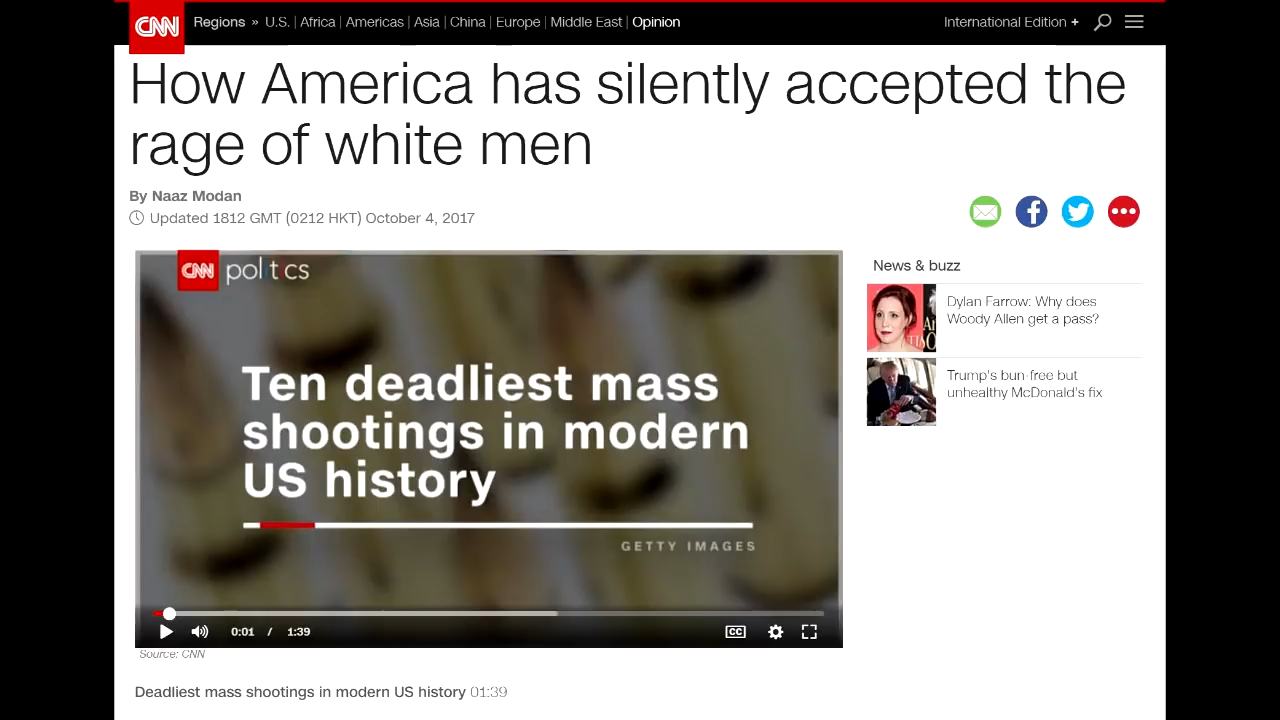 CNN
Regions » U.S. | Africa | Americas | Asia | China | Europe | Middle East | Opinion
International Edition +
How America has silently accepted the
rage of white men
By Naaz Modan
Updated 1812 GMT (0212 HKT) October 4, 2017
CNN politics
Ten deadliest mass
shootings in modern
US history
GETTY IMAGES
0:01 / 1:39
CC
Source: CNN
Deadliest mass shootings in modern US history 01:39
News & buzz
Dylan Farrow: Why does
Woody Allen get a pass?
Trump's bun-free but
unhealthy McDonald's fix